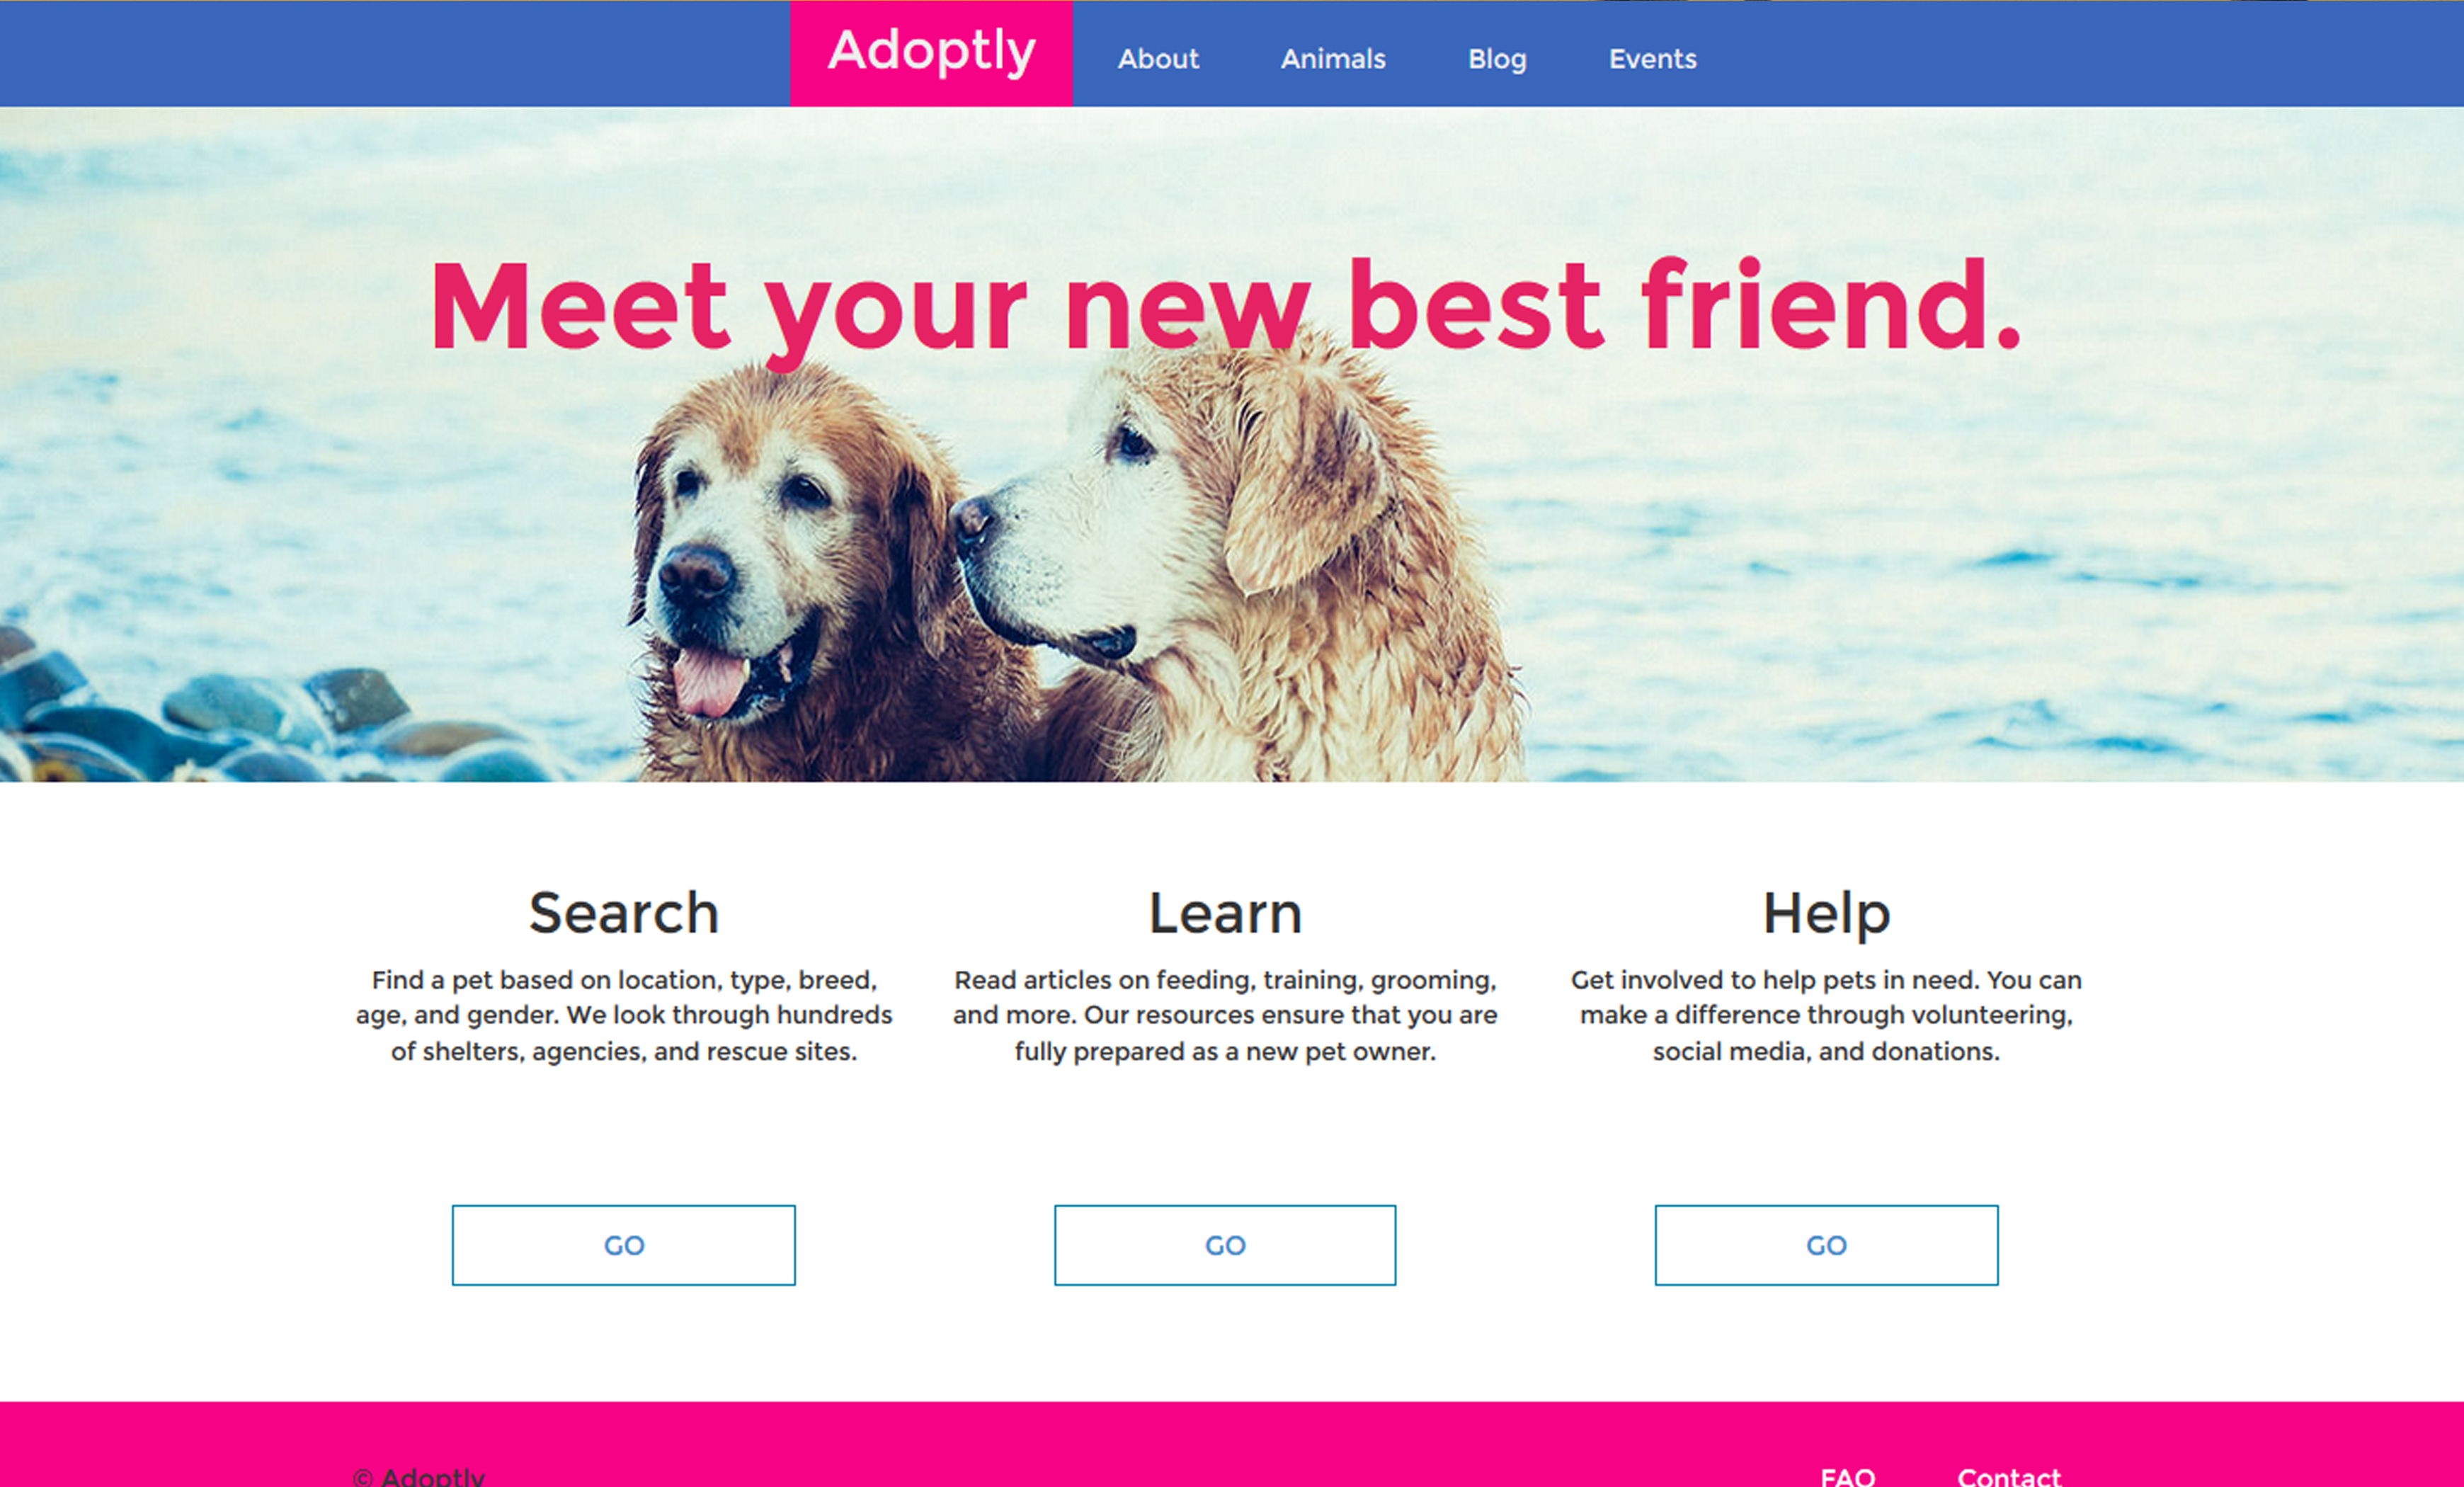 Adoptly
About Animals Blog Events
Meet your new best friend.
Search
Find a pet based on location, type, breed,
age, and gender. We look through hundreds
of shelters, agencies, and rescue sites.
GO
Learn
Read articles on feeding, training, grooming,
and more. Our resources ensure that you are
fully prepared as a new pet owner.
GO
Help
Get involved to help pets in need. You can
make a difference through volunteering,
social media, and donations.
GO
© Adoptly
FAQ Contact